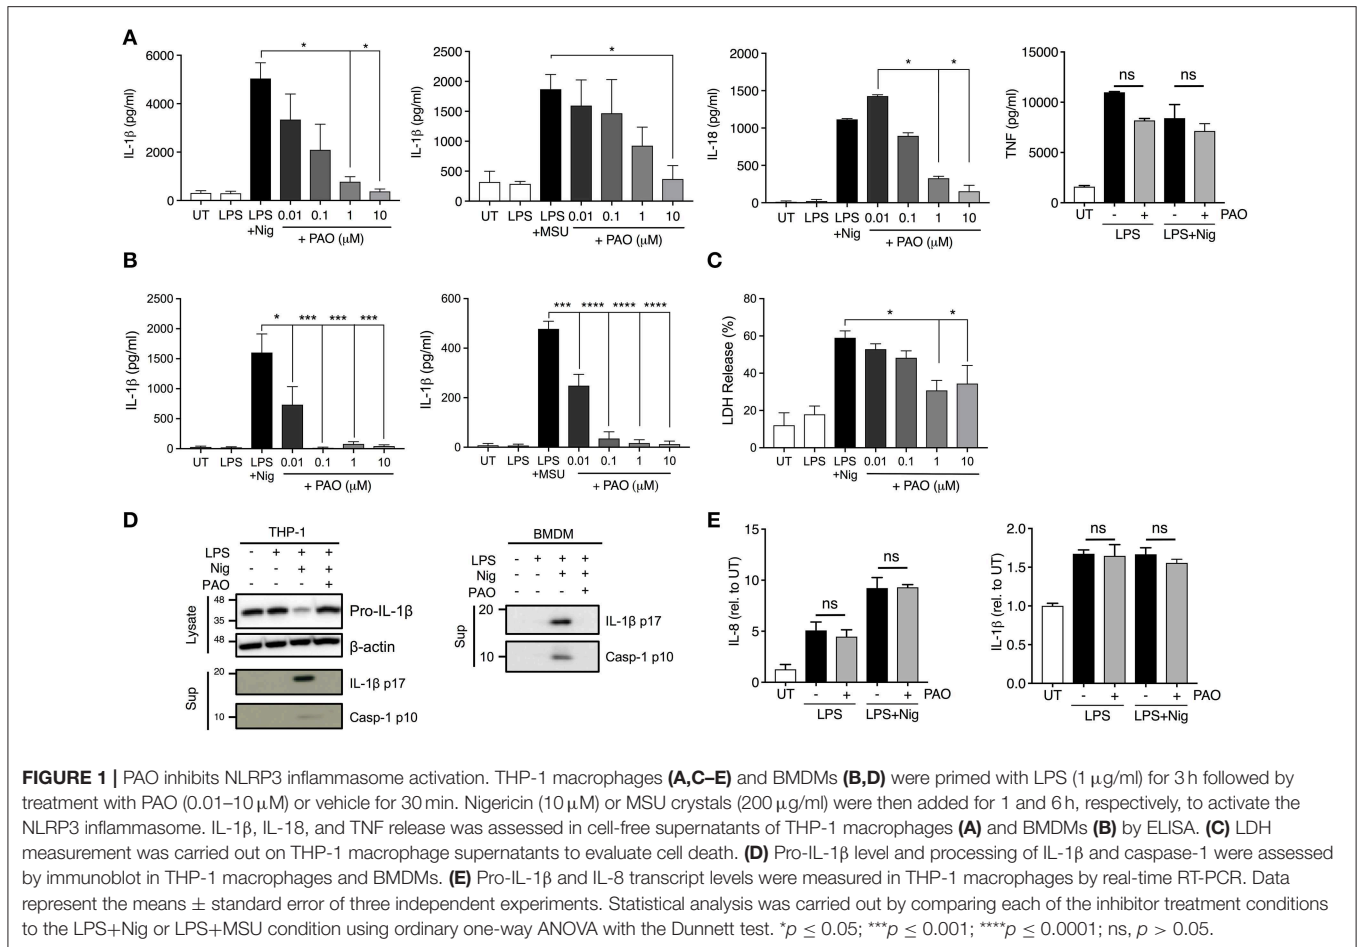 A
6000
4000
2000
0
IL-1β (pg/ml)
* *
UT LPS LPS +Nig 0.01 0.1 1 10
+ PAO (μM)
2500
2000
1500
1000
500
0
IL-1β (pg/ml)
*
UT LPS LPS +MSU 0.01 0.1 1 10
+ PAO (μM)
2000
1500
1000
500
0
IL-18 (pg/ml)
* *
UT LPS LPS +Nig 0.01 0.1 1 10
+ PAO (μM)
15000
10000
5000
0
TNF (pg/ml)
ns ns
UT - + - + PAO
LPS LPS+Nig
B
2500
2000
1500
1000
500
0
IL-1β (pg/ml)
* *** *** ***
UT LPS LPS +Nig 0.01 0.1 1 10
+ PAO (μM)
600
400
200
0
IL-1β (pg/ml)
*** **** **** ****
UT LPS LPS +MSU 0.01 0.1 1 10
+ PAO (μM)
C
80
60
40
20
0
LDH Release (%)
* *
UT LPS LPS +Nig 0.01 0.1 1 10
+ PAO (μM)
D
THP-1
LPS - + + +
Nig - - + +
PAO - - - +
Lysate
48
35
Pro-IL-1β
48
β-actin
Sup
20
IL-1β p17
10
Casp-1 p10
BMDM
LPS - + + +
Nig - - + +
PAO - - - +
Sup
20
IL-1β p17
10
Casp-1 p10
E
15
10
5
0
IL-8 (rel. to UT)
ns ns
UT - + - + PAO
LPS LPS+Nig
2.0
1.5
1.0
0.5
0.0
IL-1β (rel. to UT)
ns ns
UT - + - + PAO
LPS LPS+Nig
FIGURE 1 | PAO inhibits NLRP3 inflammasome activation. THP-1 macrophages (A,C–E) and BMDMs (B,D) were primed with LPS (1 μg/ml) for 3 h followed by
treatment with PAO (0.01–10 μM) or vehicle for 30 min. Nigericin (10 μM) or MSU crystals (200 μg/ml) were then added for 1 and 6 h, respectively, to activate the
NLRP3 inflammasome. IL-1β, IL-18, and TNF release was assessed in cell-free supernatants of THP-1 macrophages (A) and BMDMs (B) by ELISA. (C) LDH
measurement was carried out on THP-1 macrophage supernatants to evaluate cell death. (D) Pro-IL-1β level and processing of IL-1β and caspase-1 were assessed
by immunoblot in THP-1 macrophages and BMDMs. (E) Pro-IL-1β and IL-8 transcript levels were measured in THP-1 macrophages by real-time RT-PCR. Data
represent the means ± standard error of three independent experiments. Statistical analysis was carried out by comparing each of the inhibitor treatment conditions
to the LPS+Nig or LPS+MSU condition using ordinary one-way ANOVA with the Dunnett test. *p ≤ 0.05; ***p ≤ 0.001; ****p ≤ 0.0001; ns, p > 0.05.